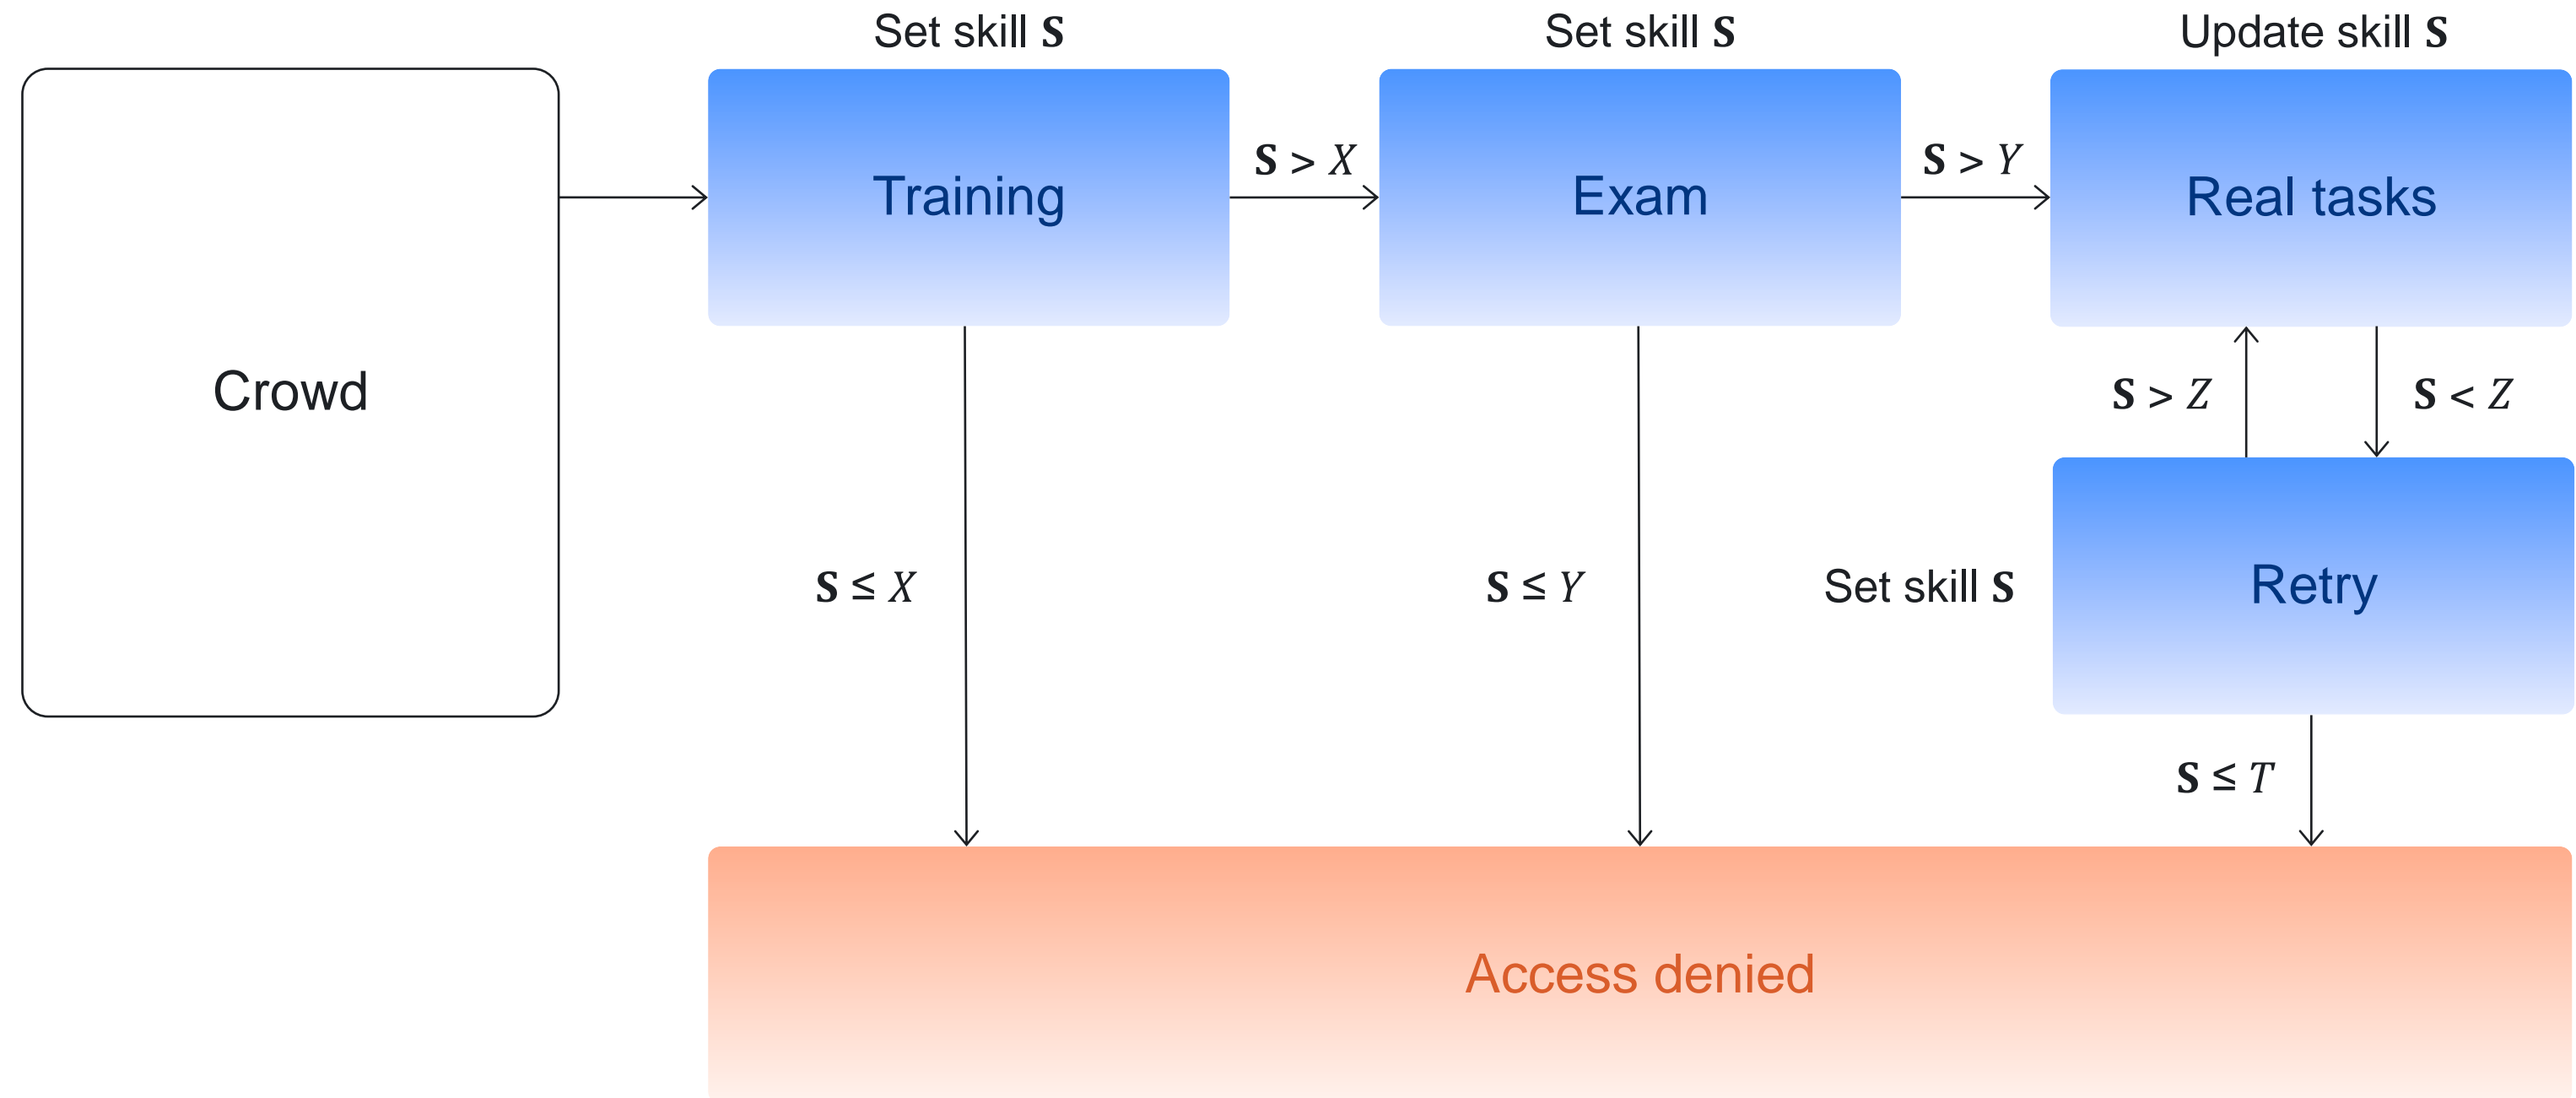 Set skill S
Set skill S
Update skill S
Training
S > X
Exam
S > Y
Real tasks
Crowd
S > Z
S < Z
S ≤ X
S ≤ Y
Set skill S
Retry
S ≤ T
Access denied